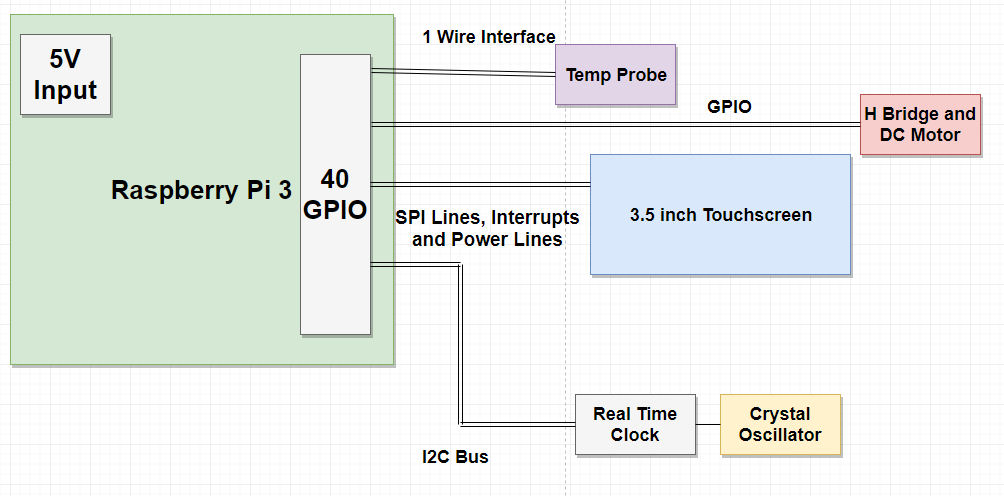 5V
Input
Raspberry Pi 3
40
GPIO
1 Wire Interface
Temp Probe
GPIO
H Bridge and
DC Motor
SPI Lines, Interrupts
and Power Lines
3.5 inch Touchscreen
I2C Bus
Real Time
Clock
Crystal
Oscillator